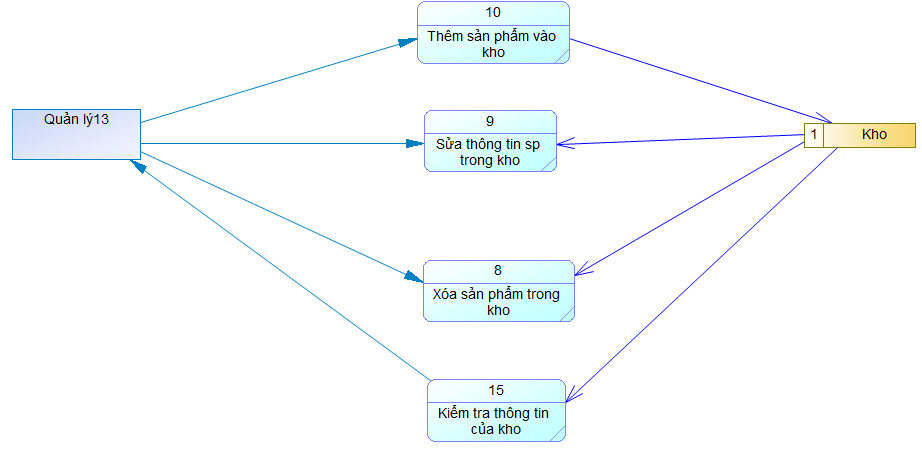 10
Thêm sản phẩm vào
kho
Quản lý13
9
Sửa thông tin sp
trong kho
1
Kho
8
Xóa sản phẩm trong
kho
15
Kiểm tra thông tin
của kho